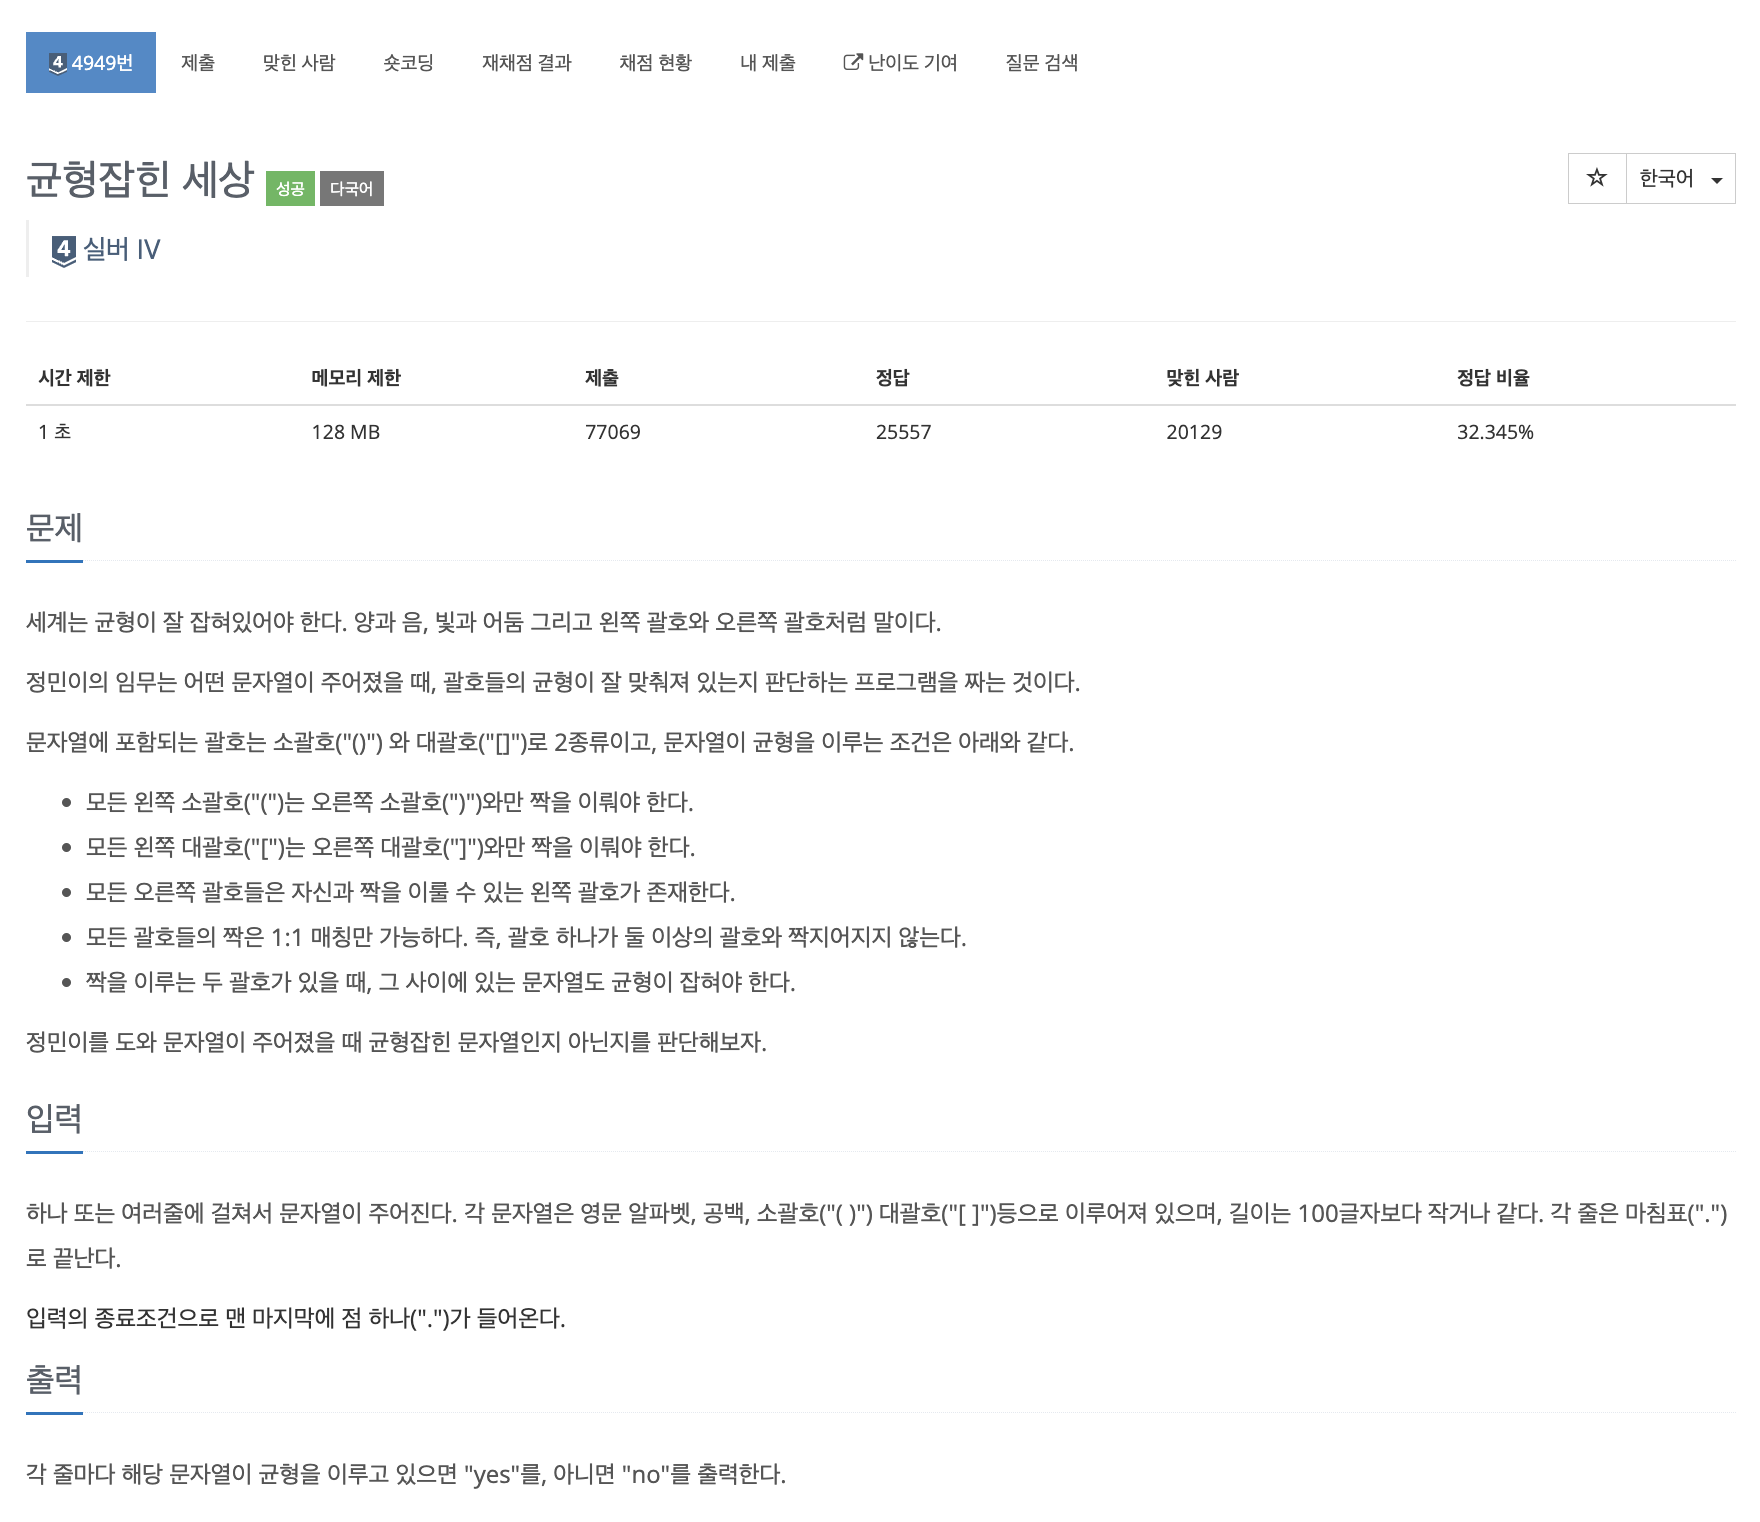 4 4949번 제출 맞힌 사람 숏코딩 재채점 결과 채점 현황 내 제출 난이도 기여 질문 검색
균형잡힌 세상 성공 다국어 ☆ 한국어
4 실버 IV
시간 제한 메모리 제한 제출 정답 맞힌 사람 정답 비율
1 초 128 MB 77069 25557 20129 32.345%
문제
세계는 균형이 잘 잡혀있어야 한다. 양과 음, 빛과 어둠 그리고 왼쪽 괄호와 오른쪽 괄호처럼 말이다.
정민이의 임무는 어떤 문자열이 주어졌을 때, 괄호들의 균형이 잘 맞춰져 있는지 판단하는 프로그램을 짜는 것이다.
문자열에 포함되는 괄호는 소괄호("()") 와 대괄호("[]")로 2종류이고, 문자열이 균형을 이루는 조건은 아래와 같다.
• 모든 왼쪽 소괄호("(")는 오른쪽 소괄호(")")와만 짝을 이뤄야 한다.
• 모든 왼쪽 대괄호("[")는 오른쪽 대괄호("]")와만 짝을 이뤄야 한다.
• 모든 오른쪽 괄호들은 자신과 짝을 이룰 수 있는 왼쪽 괄호가 존재한다.
• 모든 괄호들의 짝은 1:1 매칭만 가능하다. 즉, 괄호 하나가 둘 이상의 괄호와 짝지어지지 않는다.
• 짝을 이루는 두 괄호가 있을 때, 그 사이에 있는 문자열도 균형이 잡혀야 한다.
정민이를 도와 문자열이 주어졌을 때 균형잡힌 문자열인지 아닌지를 판단해보자.
입력
하나 또는 여러줄에 걸쳐서 문자열이 주어진다. 각 문자열은 영문 알파벳, 공백, 소괄호("( )") 대괄호("[ ]")등으로 이루어져 있으며, 길이는 100글자보다 작거나 같다. 각 줄은 마침표(".")
로 끝난다.
입력의 종료조건으로 맨 마지막에 점 하나(".")가 들어온다.
출력
각 줄마다 해당 문자열이 균형을 이루고 있으면 "yes"를, 아니면 "no"를 출력한다.